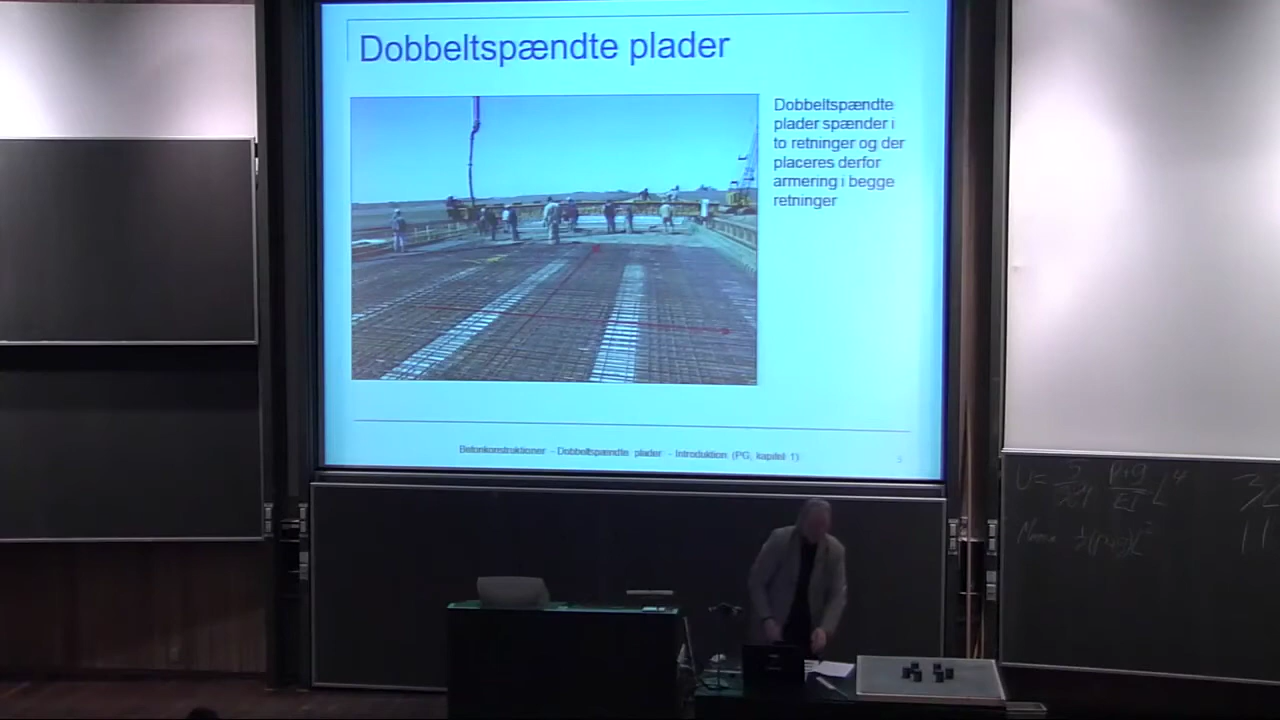 Dobbeltspændte plader
Dobbeltspændte
plader spænder i
to retninger og der
placeres derfor
armering i begge
retninger
Betonkonstruktioner - Dobbeltspændte plader - Introduktion (PG, kapitel 1)
3